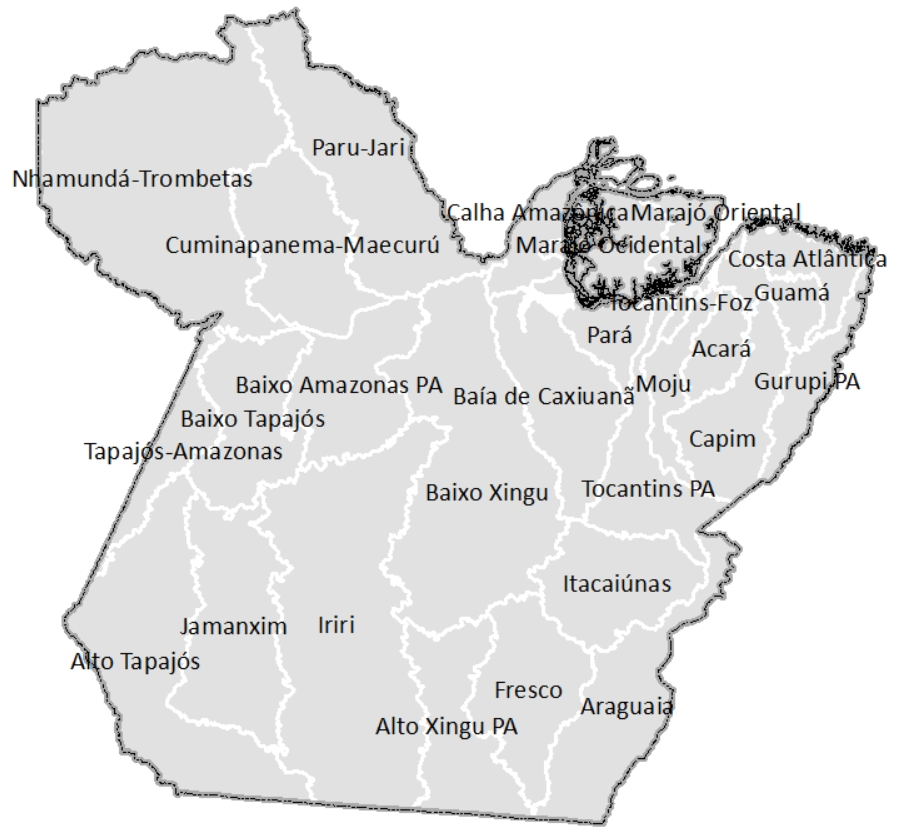 Paru-Jari
Nhamundá-Trombetas
Calha Amazônica
Marajó Oriental
Cuminapanema-Maecurú
Marajó Ocidental
Costa Atlântica
Guamá
Tocantins-Foz
Pará
Acará
Baixo Amazonas PA
Baía de Caxiuanã
Moju
Gurupi PA
Baixo Tapajós
Capim
Tapajós-Amazonas
Baixo Xingu
Tocantins PA
Itacaiúnas
Jamanxim
Iriri
Alto Tapajós
Fresco
Araguaia
Alto Xingu PA